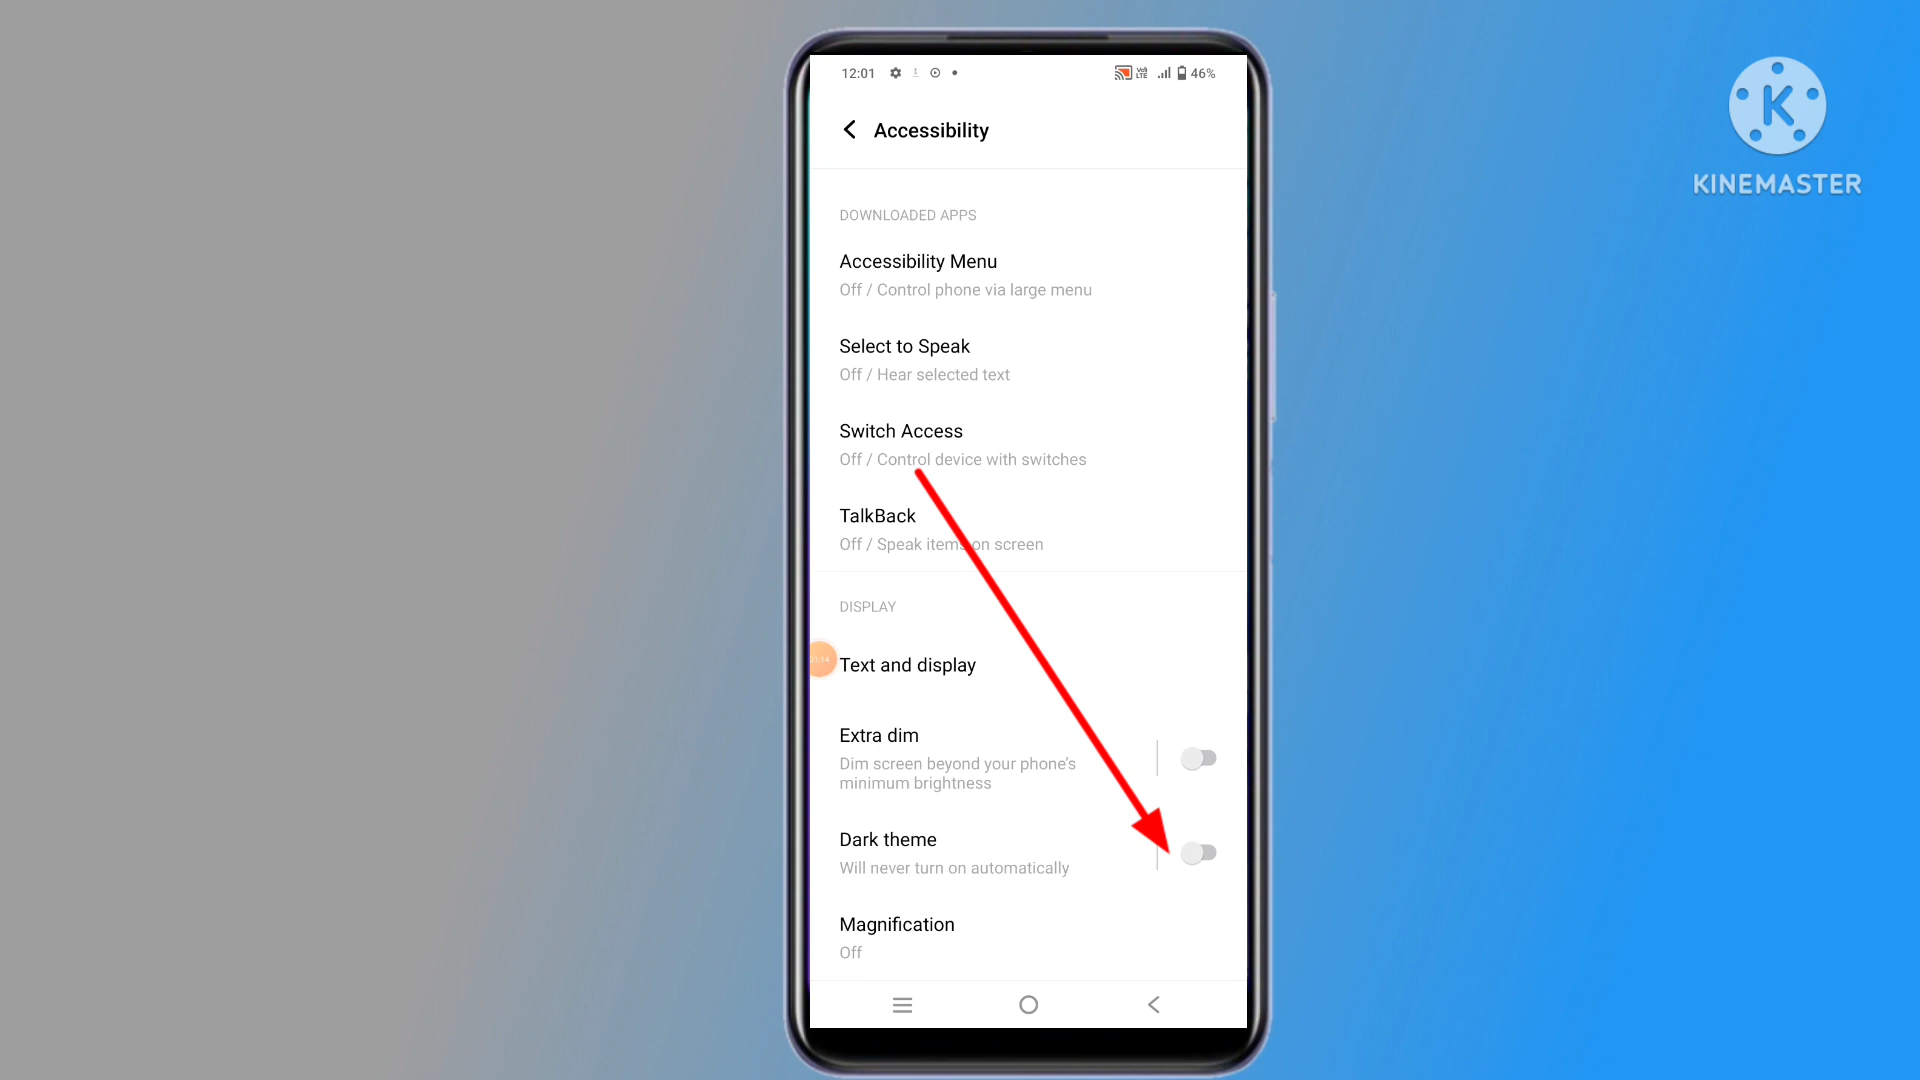 12:01
46%
KINEMASTER
Accessibility
DOWNLOADED APPS
Accessibility Menu
Off / Control phone via large menu
Select to Speak
Off / Hear selected text
Switch Access
Off / Control device with switches
TalkBack
Off / Speak items on screen
DISPLAY
Text and display
Extra dim
Dim screen beyond your phone’s
minimum brightness
Dark theme
Will never turn on automatically
Magnification
Off